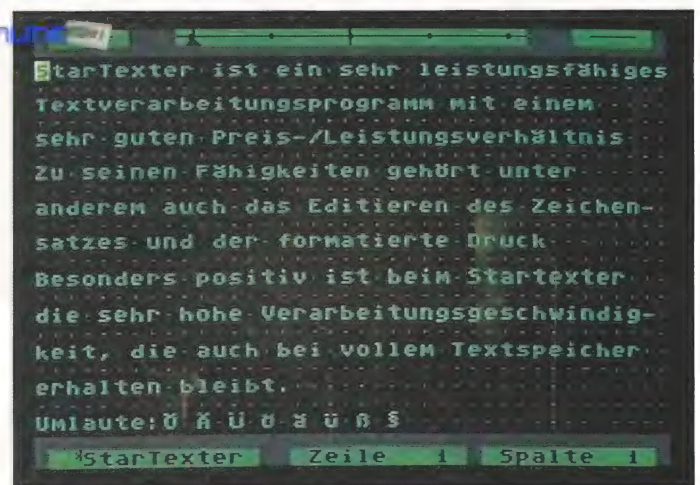 StarTexter ist ein sehr leistungsfähiges
Textverarbeitungsprogramm mit einem
sehr guten Preis-/Leistungsverhältnis
Zu seinen Fähigkeiten gehört unter
anderem auch das Editieren des Zeichen-
satzes und der formatierte Druck
Besonders positiv ist beim Startexter
die sehr hohe Verarbeitungsgeschwindig-
keit, die auch bei vollem Textspeicher
erhalten bleibt.
Umlaute: Ö Ä Ü ö ä ü ß §
*StarTexter Zeile 1 Spalte 1